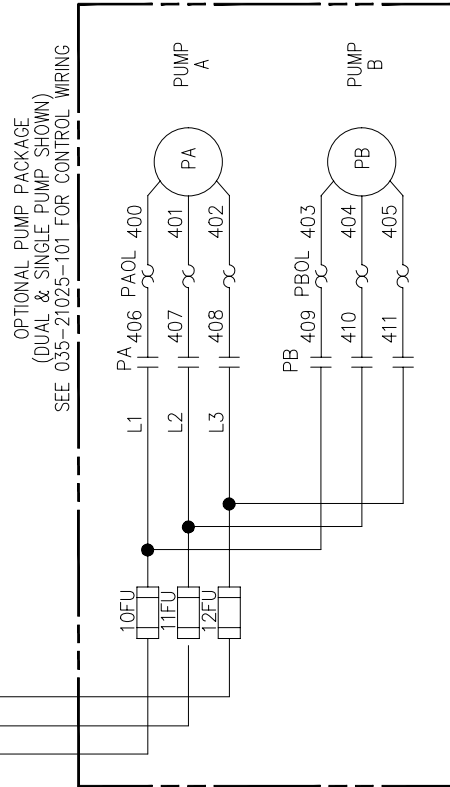 OPTIONAL PUMP PACKAGE
(DUAL & SINGLE PUMP SHOWN)
SEE 035-21025-101 FOR CONTROL WIRING
PUMP
A
PUMP
B
PA
PB
400
401
402
403
404
405
PAOL
PBOL
406
407
408
409
410
411
PA
PB
L1
L2
L3
10FU
11FU
12FU